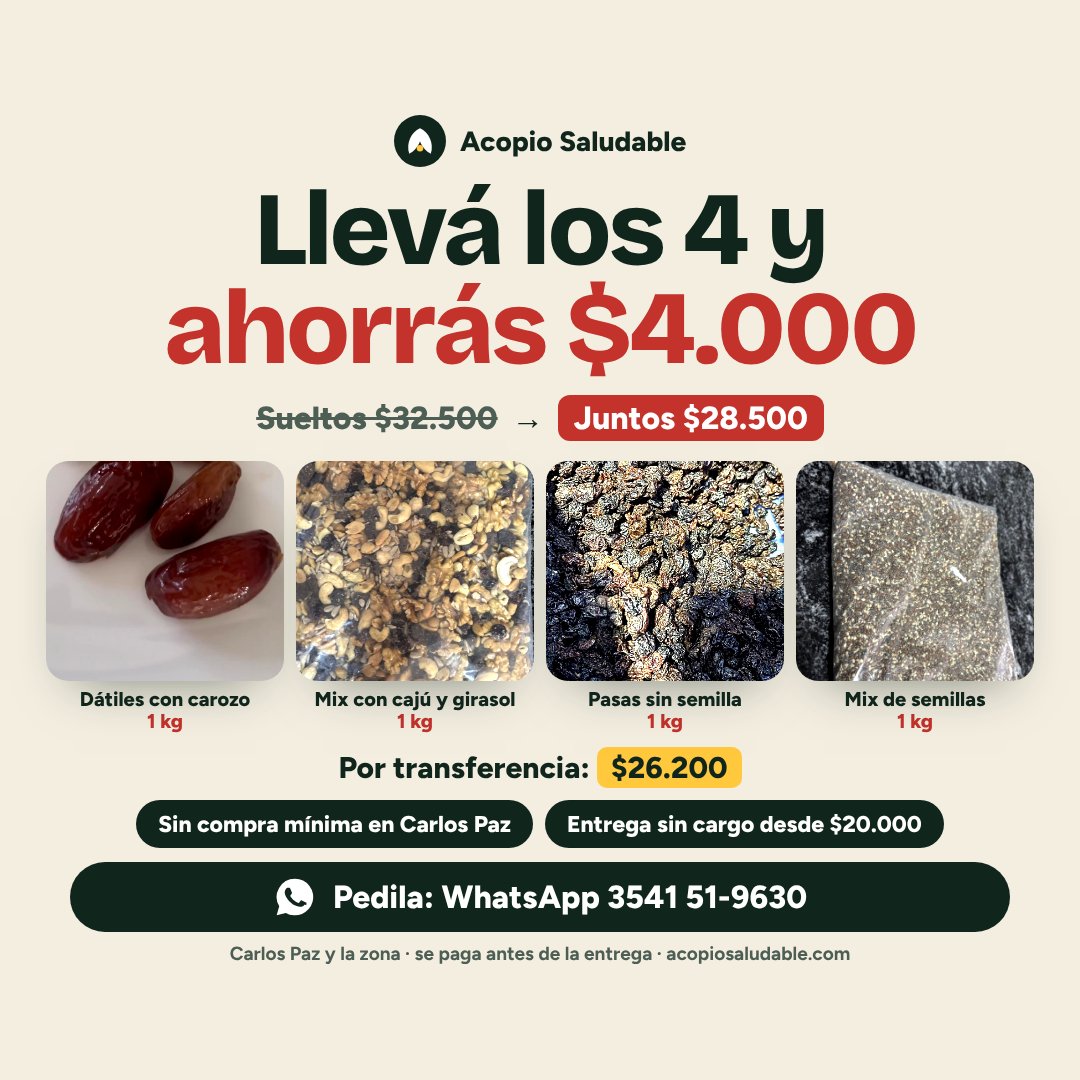 Acopio Saludable
Llevá los 4 y
ahorrás $4.000
Sueltos $32.500 → Juntos $28.500
Dátiles con carozo
1 kg
Mix con cajú y girasol
1 kg
Pasas sin semilla
1 kg
Mix de semillas
1 kg
Por transferencia: $26.200
Sin compra mínima en Carlos Paz
Entrega sin cargo desde $20.000
Pedila: WhatsApp 3541 51-9630
Carlos Paz y la zona · se paga antes de la entrega · acopiosaludable.com